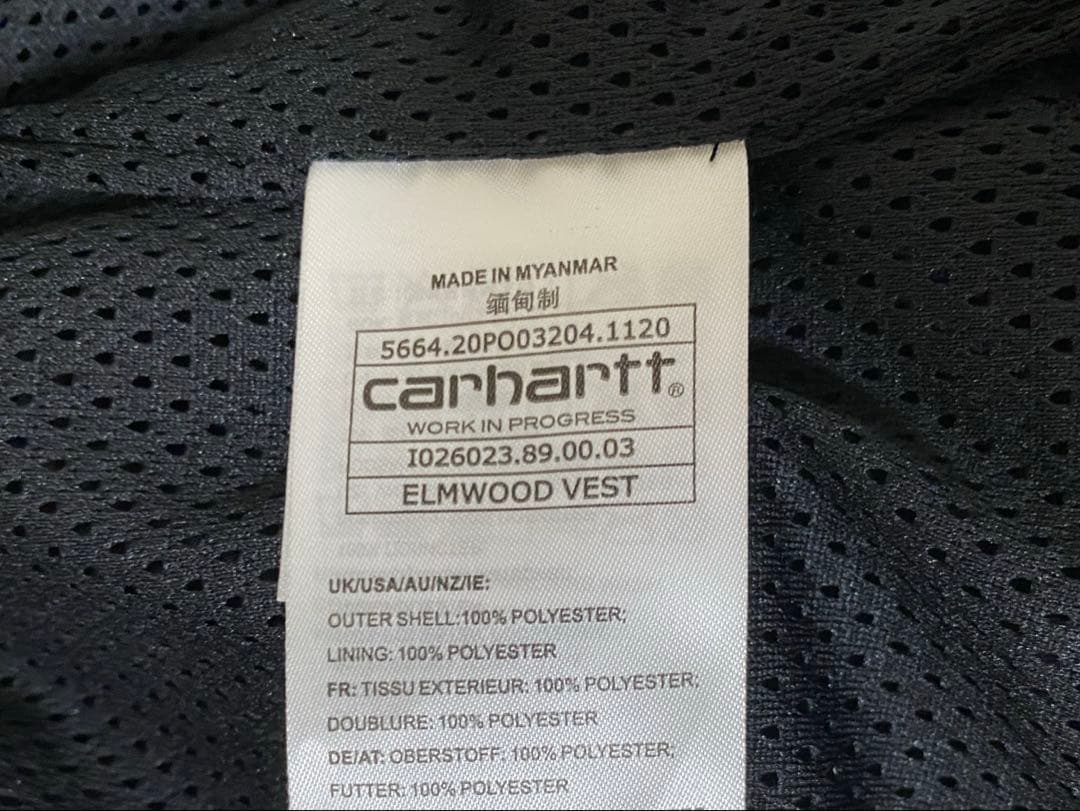 MADE IN MYANMAR
缅甸制
5664.20PO03204.1120
carhartt®
WORK IN PROGRESS
I026023.89.00.03
ELMWOOD VEST
UK/USA/AU/NZ/IE:
OUTER SHELL:100% POLYESTER;
LINING: 100% POLYESTER
FR: TISSU EXTERIEUR: 100% POLYESTER;
DOUBLURE: 100% POLYESTER
DE/AT: OBERSTOFF: 100% POLYESTER;
FUTTER: 100% POLYESTER